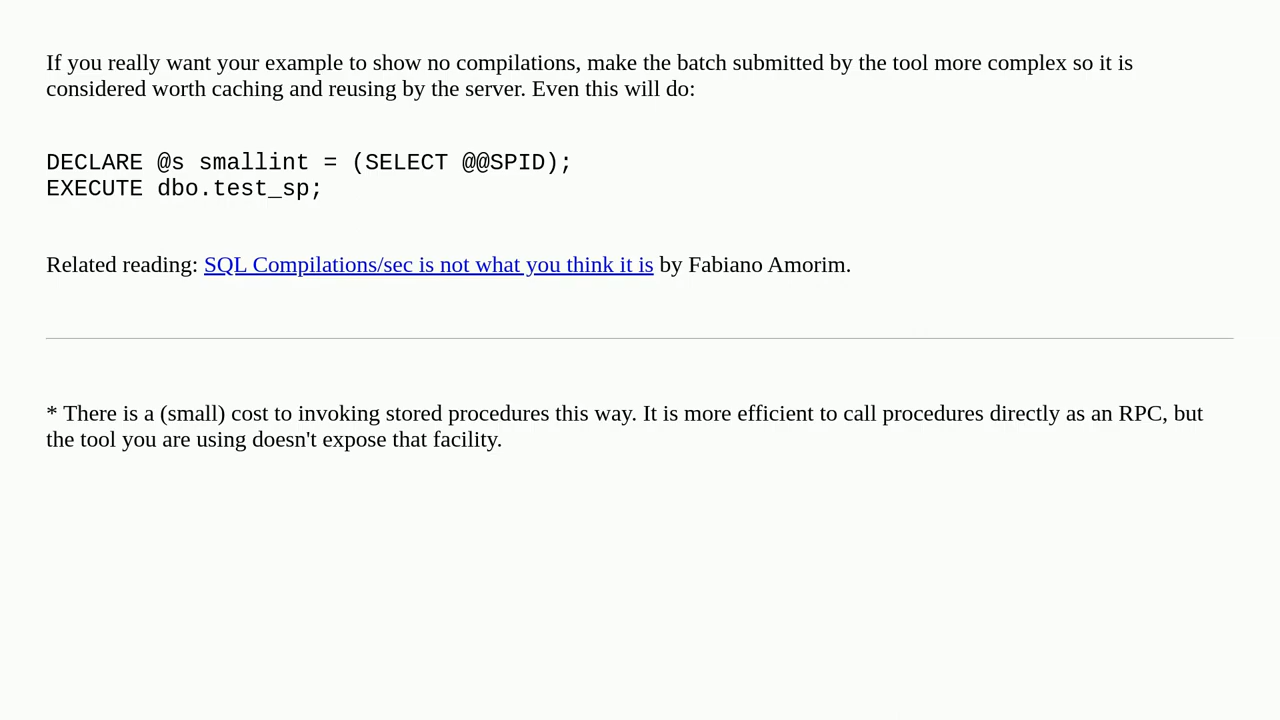 If you really want your example to show no compilations, make the batch submitted by the tool more complex so it is
considered worth caching and reusing by the server. Even this will do:
DECLARE @s smallint = (SELECT @@SPID);
EXECUTE dbo.test_sp;
Related reading: SQL Compilations/sec is not what you think it is by Fabiano Amorim.
* There is a (small) cost to invoking stored procedures this way. It is more efficient to call procedures directly as an RPC, but
the tool you are using doesn't expose that facility.